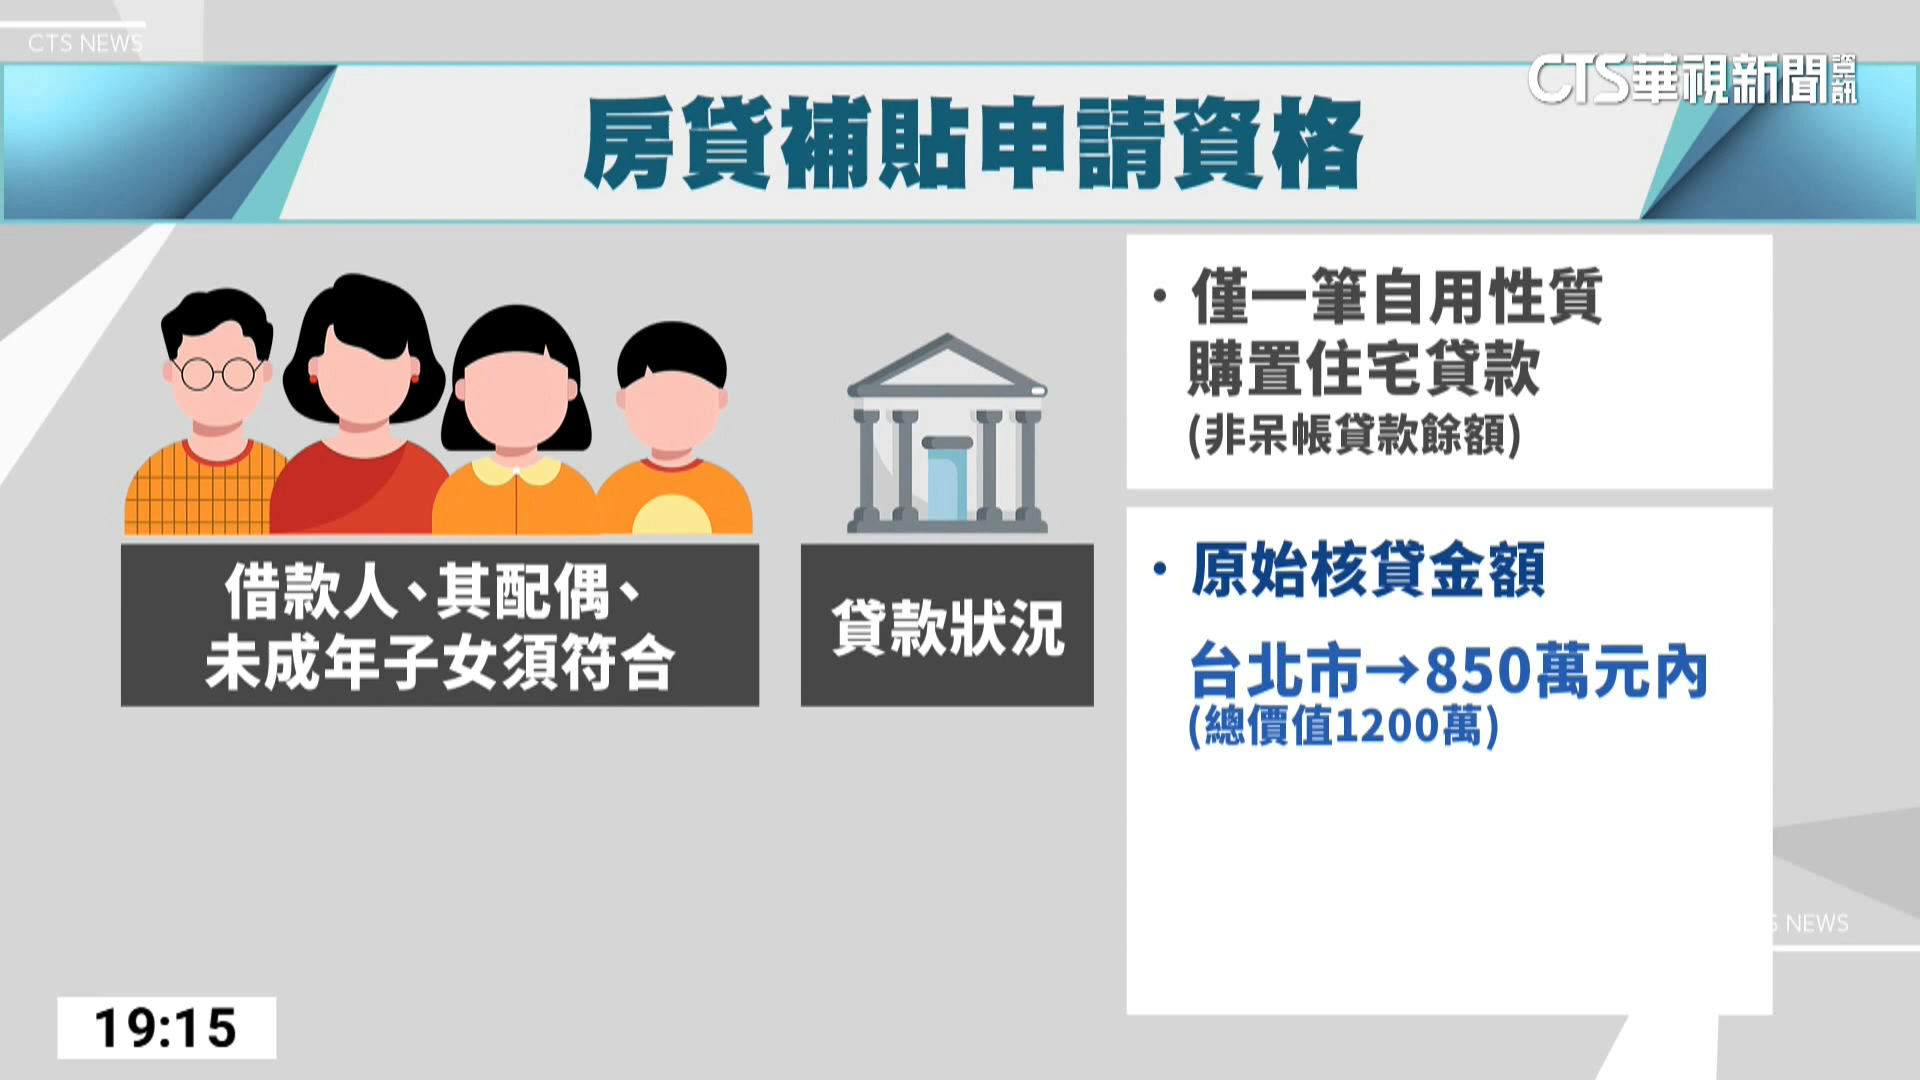 CTS NEWS
CTS華視新聞資訊
房貸補貼申請資格
・僅一筆自用性質
購置住宅貸款
(非呆帳貸款餘額)
借款人、其配偶、
未成年子女須符合
貸款狀況
・原始核貸金額
台北市→850萬元內
(總價值1200萬)
S NEWS
19:15